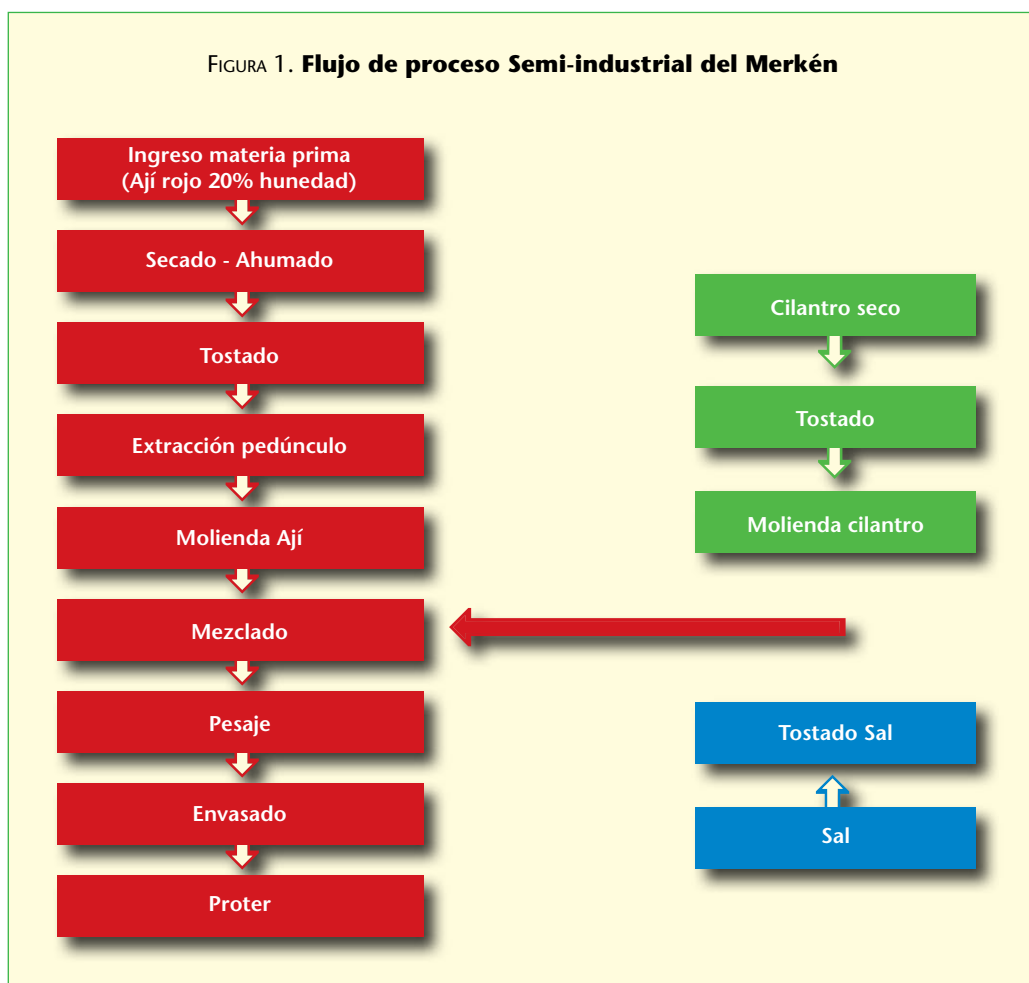 FIGURA 1. Flujo de proceso Semi-industrial del Merkén
Ingreso materia prima
(Ají rojo 20% hunedad)
Secado - Ahumado
Tostado
Extracción pedúnculo
Molienda Ají
Mezclado
Pesaje
Envasado
Proter
Cilantro seco
Tostado
Molienda cilantro
Tostado Sal
Sal